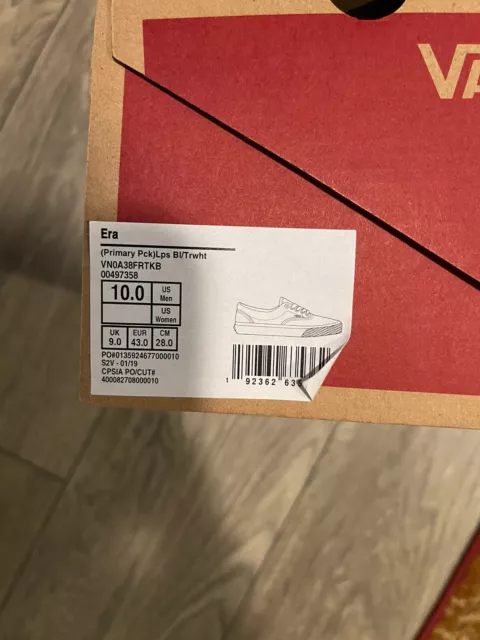 VA
Era
(Primary Pck)Lps Bl/Trwht
VN0A38FRTKB
00497358
10.0 US Men
US Women
UK 9.0 EUR 43.0 CM 28.0
PO#0135924677000010
S2V - 01/19
CPSIA PO/CUT#
400082708000010
1 92362 63